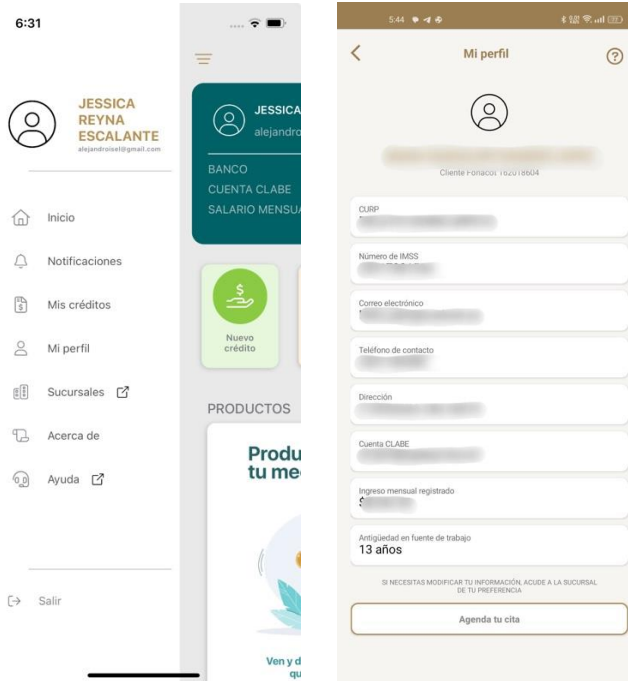 6:31
JESSICA
REYNA
ESCALANTE
alejandroisel@gmail.com
Inicio
Notificaciones
Mis créditos
Mi perfil
Sucursales
Acerca de
Ayuda
Salir
JESSICA
alejandro
BANCO
CUENTA CLABE
SALARIO MENSUA
Nuevo
crédito
PRODUCTOS
Produ
tu me
Ven y d
qu
5:44
Mi perfil
Cliente Fonacot 162018604
CURP
Número de IMSS
Correo electrónico
Teléfono de contacto
Dirección
Cuenta CLABE
Ingreso mensual registrado
$
Antigüedad en fuente de trabajo
13 años
SI NECESITAS MODIFICAR TU INFORMACIÓN, ACUDE A LA SUCURSAL
DE TU PREFERENCIA
Agenda tu cita